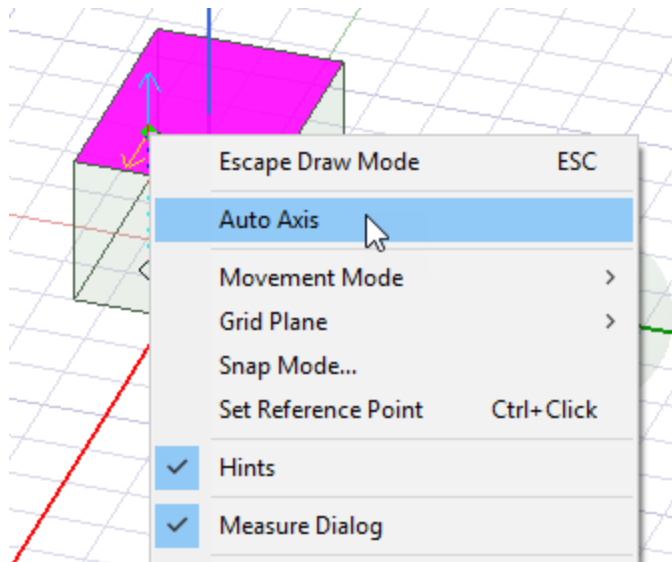 Escape Draw Mode ESC
Auto Axis
Movement Mode
Grid Plane
Snap Mode...
Set Reference Point Ctrl+Click
Hints
Measure Dialog